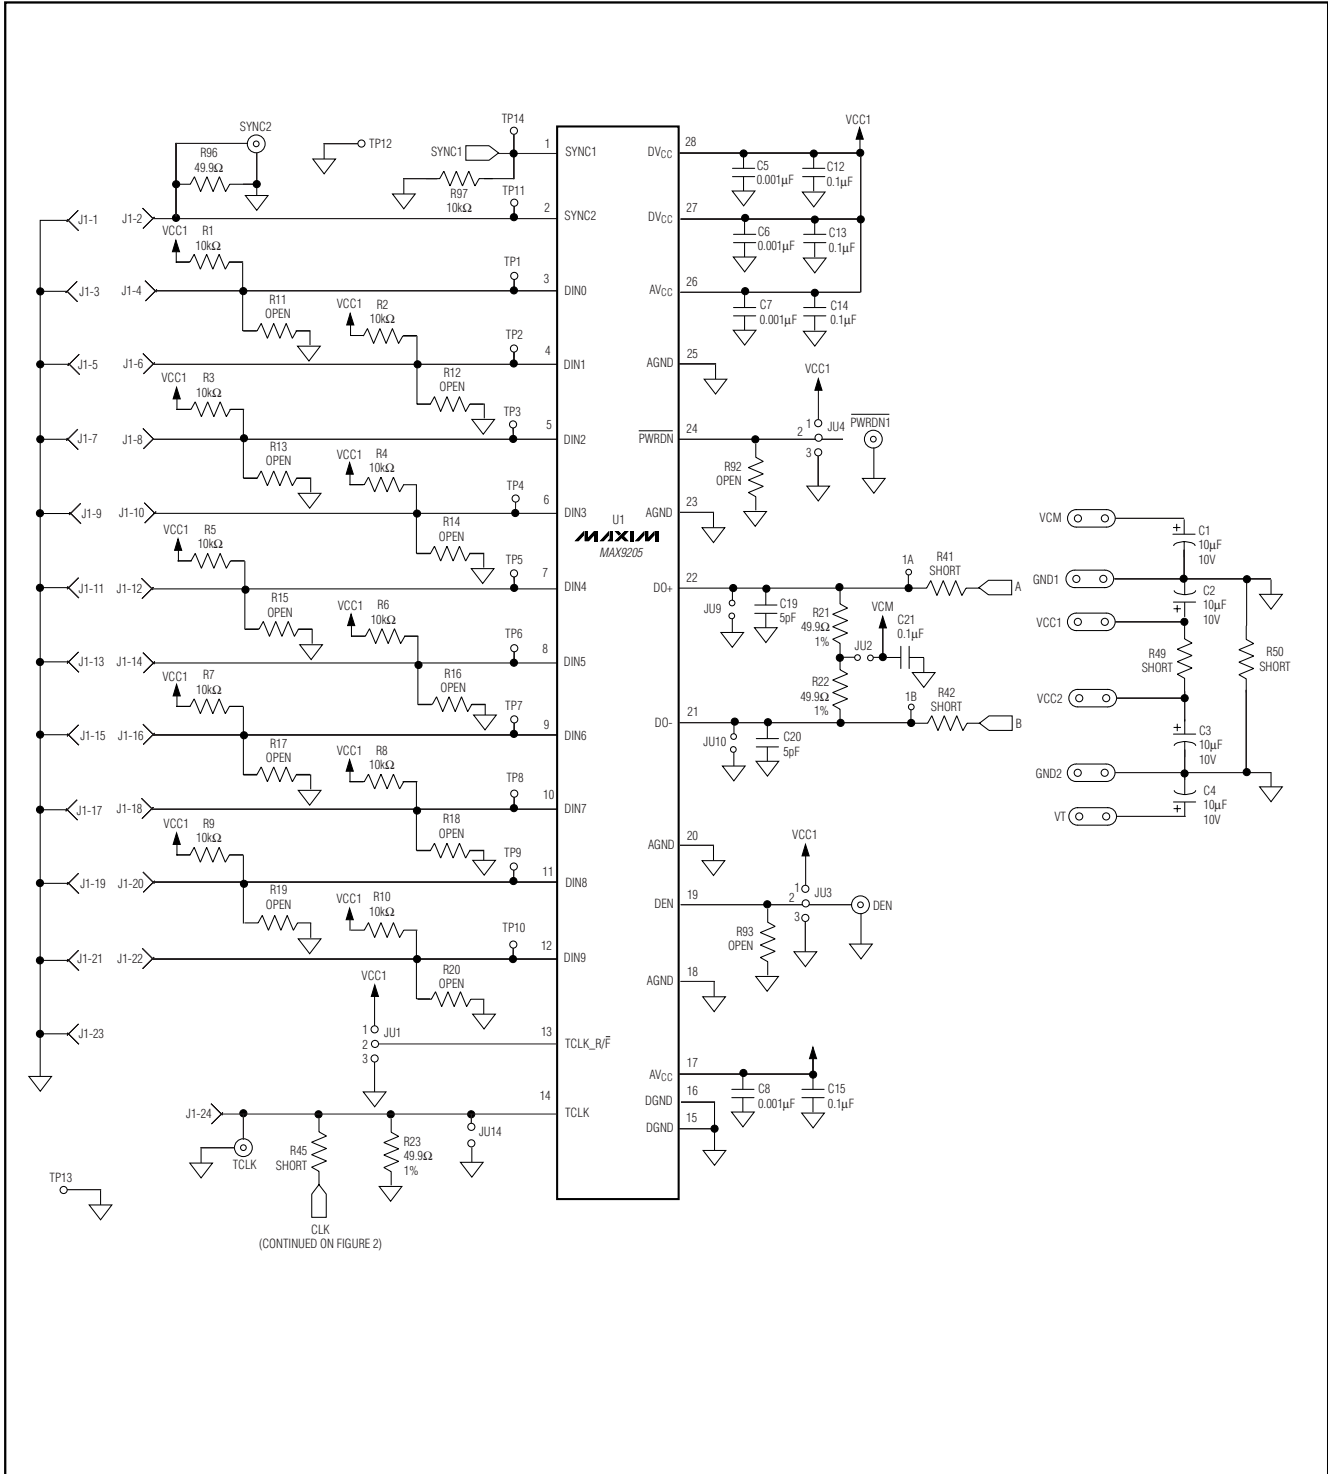 SYNC2
R96
49.9Ω
TP12
TP14
SYNC1
R97
10kΩ
TP11
1
SYNC1
2
SYNC2
J1-1
J1-2
VCC1
R1
10kΩ
TP1
3
DIN0
J1-3
J1-4
R11
OPEN
VCC1
R2
10kΩ
TP2
4
DIN1
J1-5
J1-6
VCC1
R3
10kΩ
R12
OPEN
TP3
5
DIN2
J1-7
J1-8
R13
OPEN
VCC1
R4
10kΩ
TP4
6
DIN3
J1-9
J1-10
VCC1
R5
10kΩ
R14
OPEN
TP5
7
DIN4
J1-11
J1-12
R15
OPEN
VCC1
R6
10kΩ
TP6
8
DIN5
J1-13
J1-14
VCC1
R7
10kΩ
R16
OPEN
TP7
9
DIN6
J1-15
J1-16
R17
OPEN
VCC1
R8
10kΩ
TP8
10
DIN7
J1-17
J1-18
VCC1
R9
10kΩ
R18
OPEN
TP9
11
DIN8
J1-19
J1-20
R19
OPEN
VCC1
R10
10kΩ
TP10
12
DIN9
J1-21
J1-22
R20
OPEN
VCC1
J1-23
1
2
3
JU1
13
TCLK_R/F̅
14
TCLK
J1-24
TCLK
R45
SHORT
R23
49.9Ω
1%
JU14
TP13
CLK
(CONTINUED ON FIGURE 2)
U1
MAXIM
MAX9205
VCC1
28
DVCC
C5
0.001µF
C12
0.1µF
27
DVCC
C6
0.001µF
C13
0.1µF
26
AVCC
C7
0.001µF
C14
0.1µF
25
AGND
VCC1
24
PWRDN
1
2
3
JU4
PWRDN1
R92
OPEN
23
AGND
22
DO+
JU9
C19
5pF
R21
49.9Ω
1%
1A
R41
SHORT
A
VCM
JU2
C21
0.1µF
R22
49.9Ω
1%
1B
R42
SHORT
B
21
DO-
JU10
C20
5pF
VCM
C1
10µF
10V
GND1
C2
10µF
10V
VCC1
R49
SHORT
R50
SHORT
VCC2
C3
10µF
10V
GND2
C4
10µF
10V
VT
20
AGND
VCC1
19
DEN
1
2
3
JU3
DEN
R93
OPEN
18
AGND
17
AVCC
C8
0.001µF
C15
0.1µF
16
DGND
15
DGND